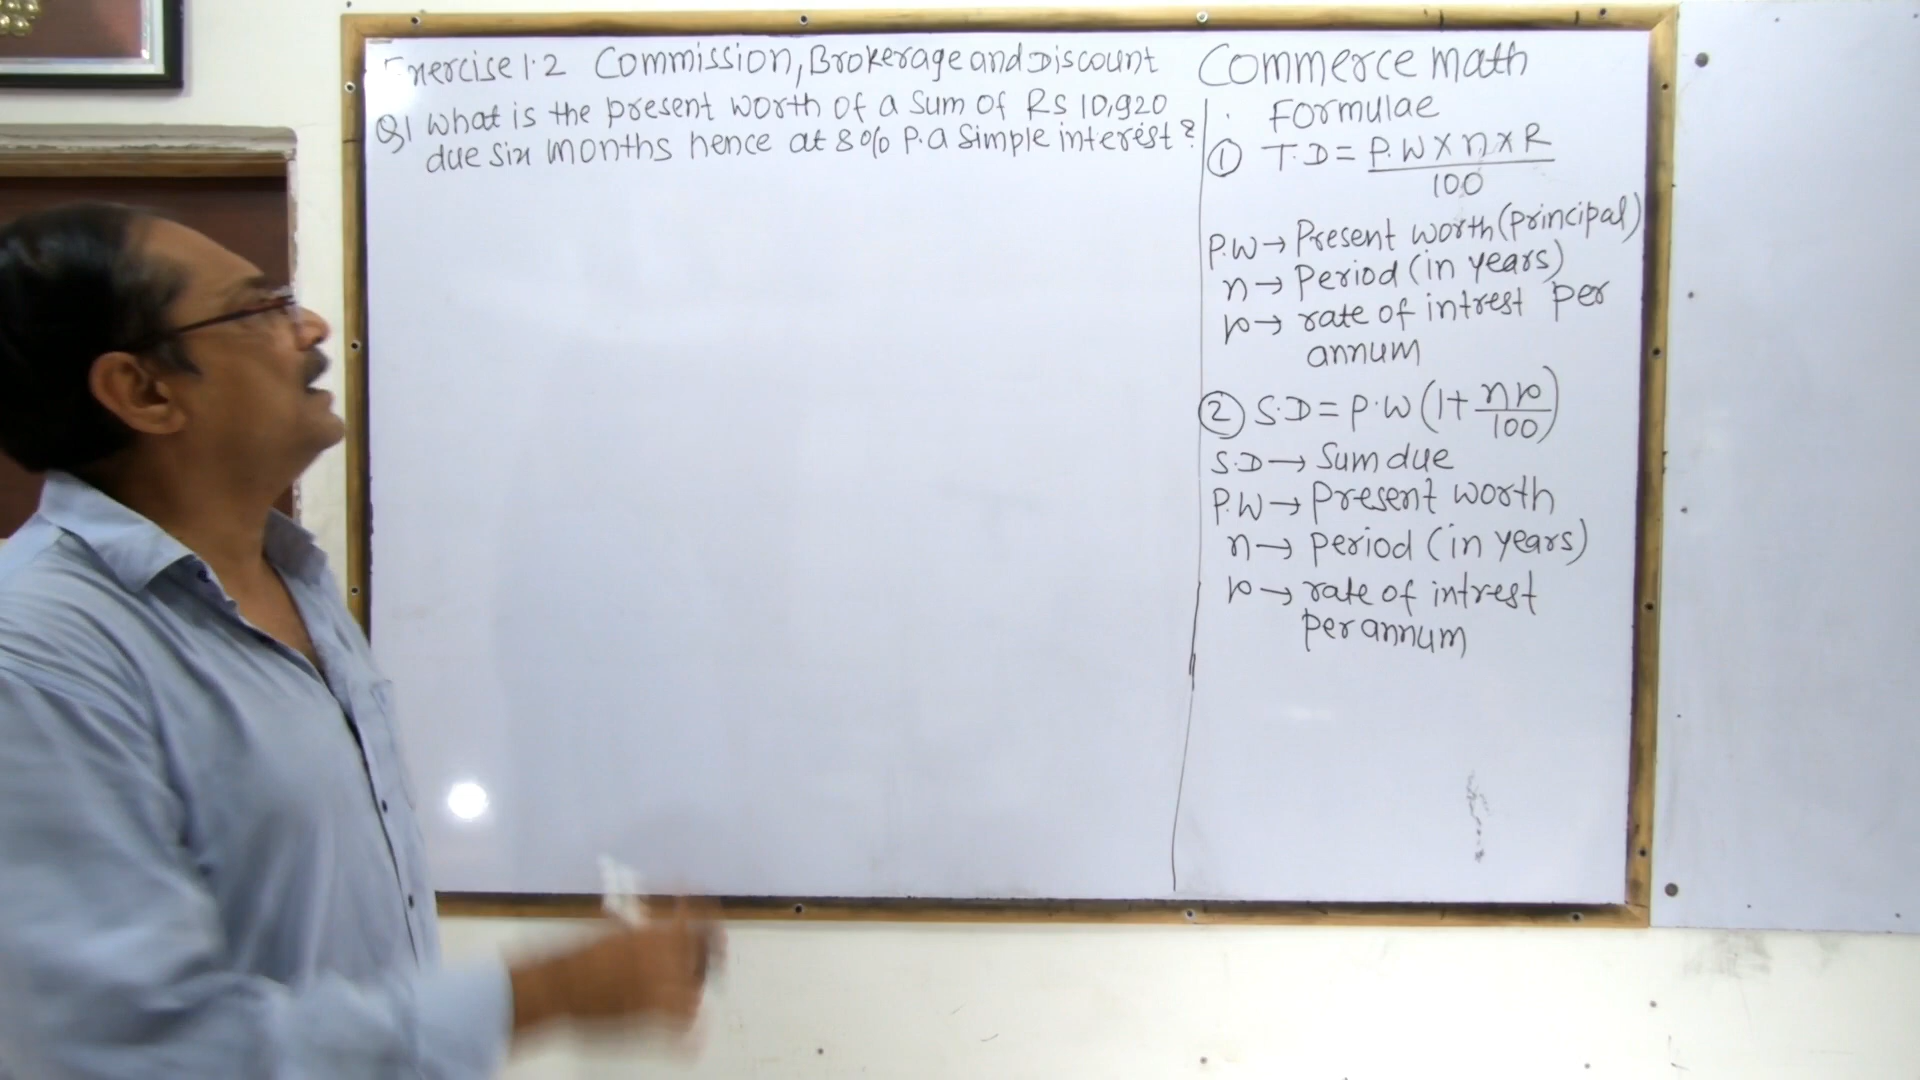 Exercise 1.2 Commission, Brokerage and Discount
Q1 What is the present worth of a sum of Rs 10,920
due six months hence at 8% P.a simple interest?
Commerce math
Formulae
① T.D = P.W X n X R
100
P.W → Present worth (principal)
n → Period (in years)
r → rate of intrest per
annum
② S.D = P.W (1 + nr/100)
S.D → Sum due
P.W → Present worth
n → period (in years)
r → rate of intrest
per annum